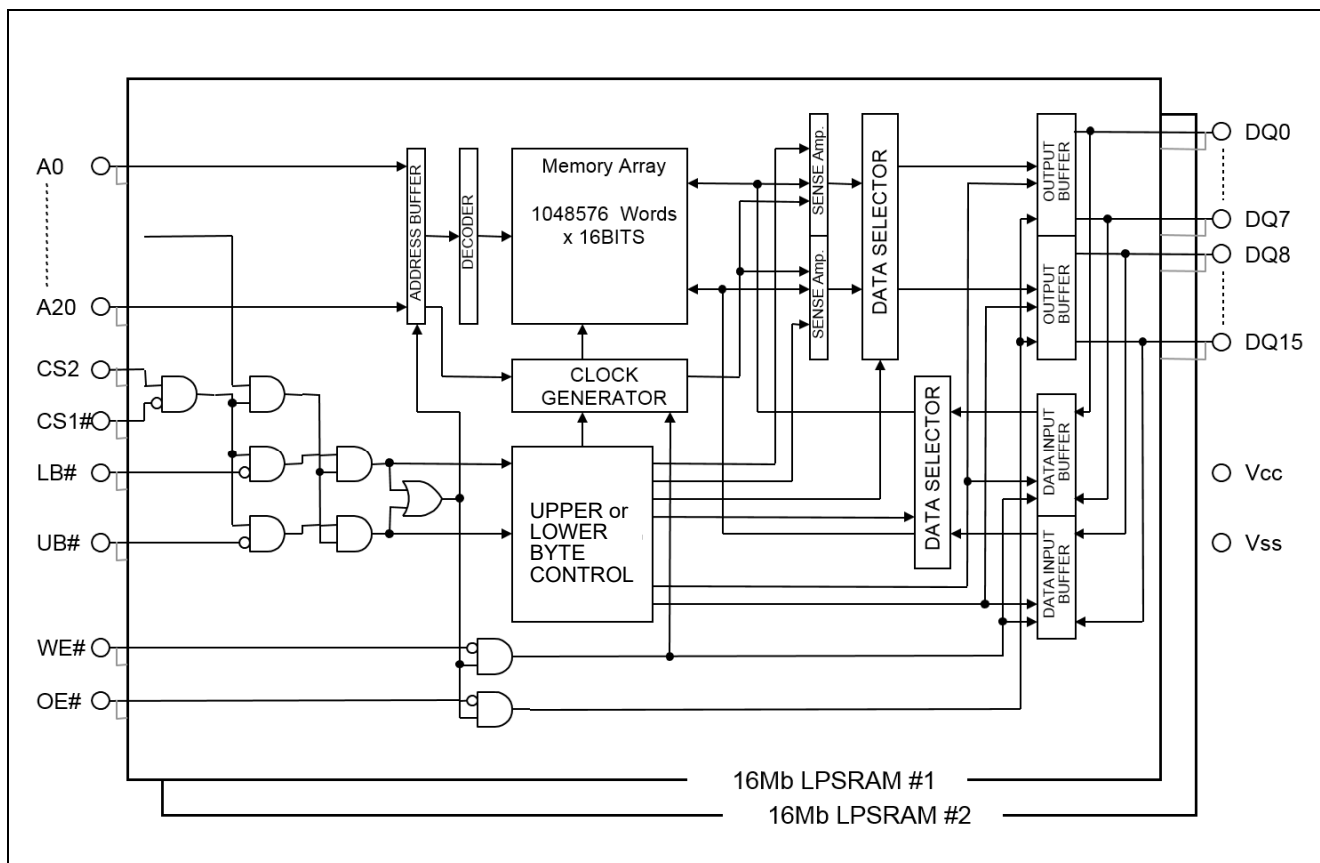 A0
A20
CS2
CS1#
LB#
UB#
WE#
OE#
ADDRESS BUFFER
DECODER
Memory Array
1048576 Words
x 16BITS
CLOCK
GENERATOR
UPPER or
LOWER
BYTE
CONTROL
SENSE Amp.
SENSE Amp.
DATA SELECTOR
DATA SELECTOR
OUTPUT
BUFFER
OUTPUT
BUFFER
DATA INPUT
BUFFER
DATA INPUT
BUFFER
DQ0
DQ7
DQ8
DQ15
Vcc
Vss
16Mb LPSRAM #1
16Mb LPSRAM #2